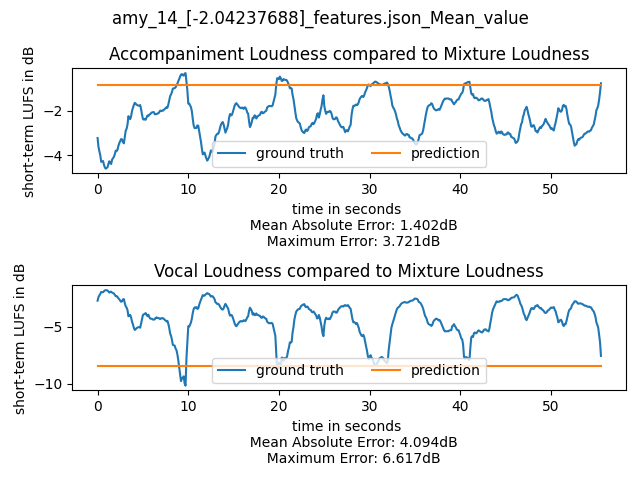 amy_14_[-2.04237688]_features.json_Mean_value
Accompaniment Loudness compared to Mixture Loudness
short-term LUFS in dB
−2
−4
ground truth
prediction
0
10
20
30
40
50
time in seconds
Mean Absolute Error: 1.402dB
Maximum Error: 3.721dB
Vocal Loudness compared to Mixture Loudness
short-term LUFS in dB
−5
−10
ground truth
prediction
0
10
20
30
40
50
time in seconds
Mean Absolute Error: 4.094dB
Maximum Error: 6.617dB